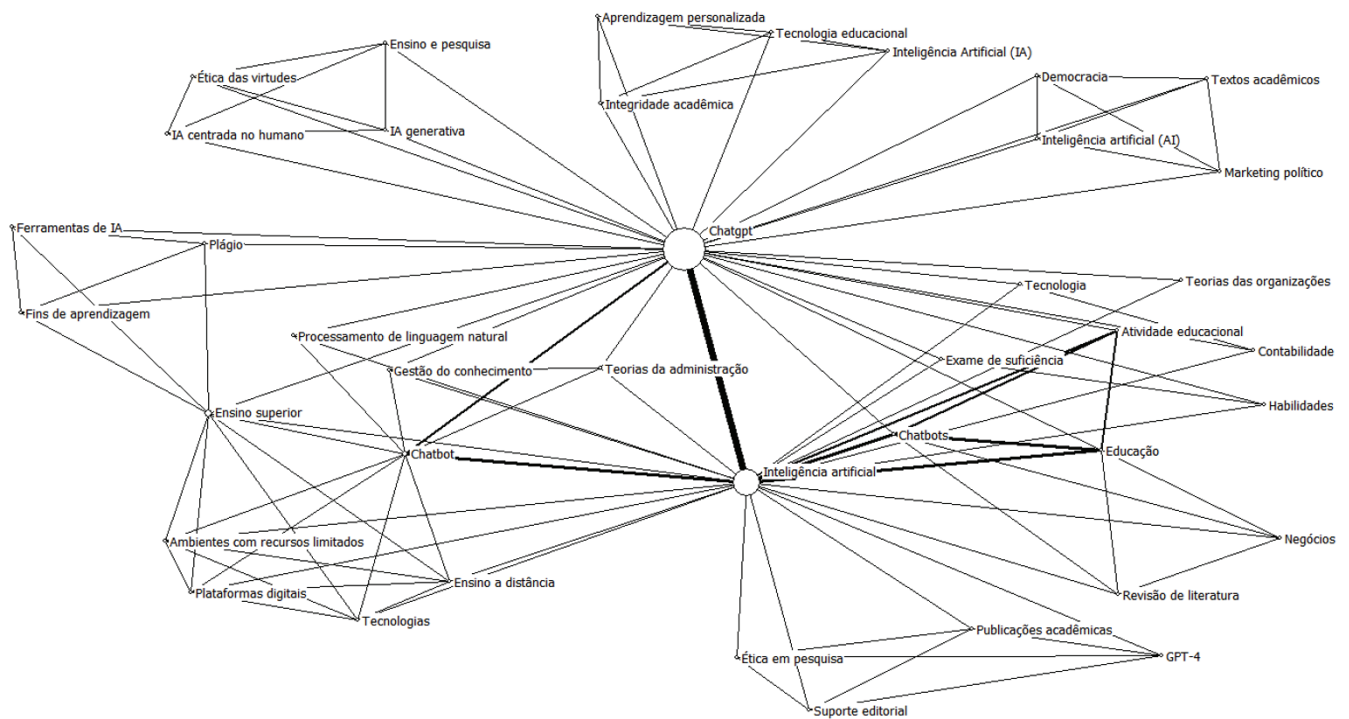 Aprendizagem personalizada
Tecnologia educacional
Ensino e pesquisa
Inteligência Artificial (IA)
Ética das virtudes
Democracia
Textos acadêmicos
Integridade acadêmica
IA centrada no humano
IA generativa
Inteligência artificial (AI)
Marketing político
Ferramentas de IA
Chatgpt
Plágio
Tecnologia
Teorias das organizações
Fins de aprendizagem
Atividade educacional
Processamento de linguagem natural
Contabilidade
Exame de suficiência
Gestão do conhecimento
Teorias da administração
Habilidades
Ensino superior
Chatbots
Chatbot
Educação
Inteligência artificial
Ambientes com recursos limitados
Negócios
Ensino a distância
Plataformas digitais
Revisão de literatura
Tecnologias
Publicações acadêmicas
Ética em pesquisa
GPT-4
Suporte editorial